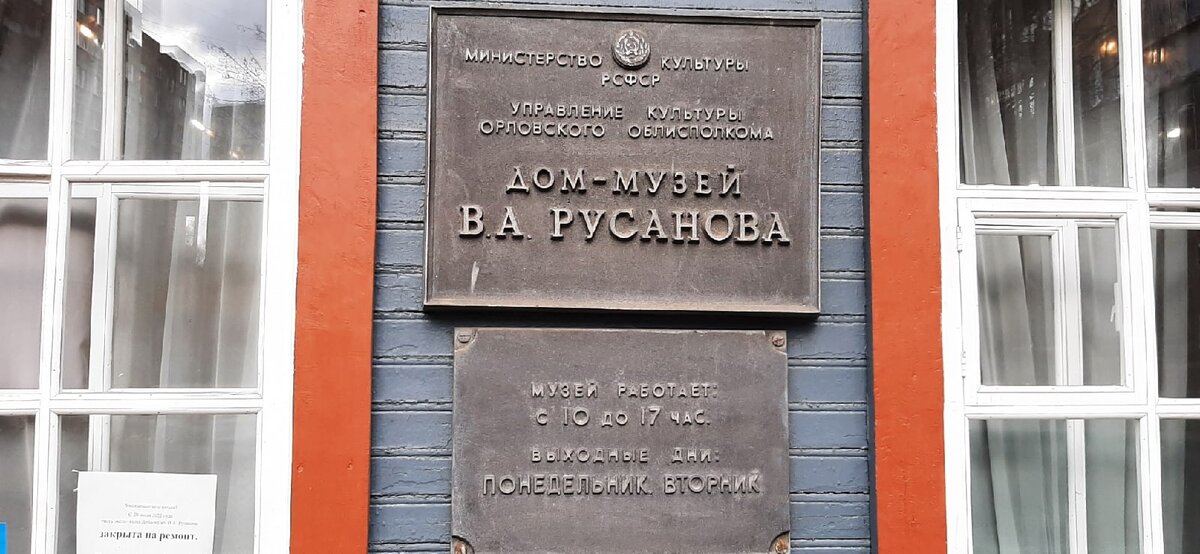 МИНИСТЕРСТВО КУЛЬТУРЫ
РСФСР
УПРАВЛЕНИЕ КУЛЬТУРЫ
ОРЛОВСКОГО ОБЛИСПОЛКОМА
ДОМ-МУЗЕЙ
В.А. РУСАНОВА
МУЗЕЙ РАБОТАЕТ:
С 10 ДО 17 ЧАС.
ВЫХОДНЫЕ ДНИ:
ПОНЕДЕЛЬНИК, ВТОРНИК
закрыта на ремонт.